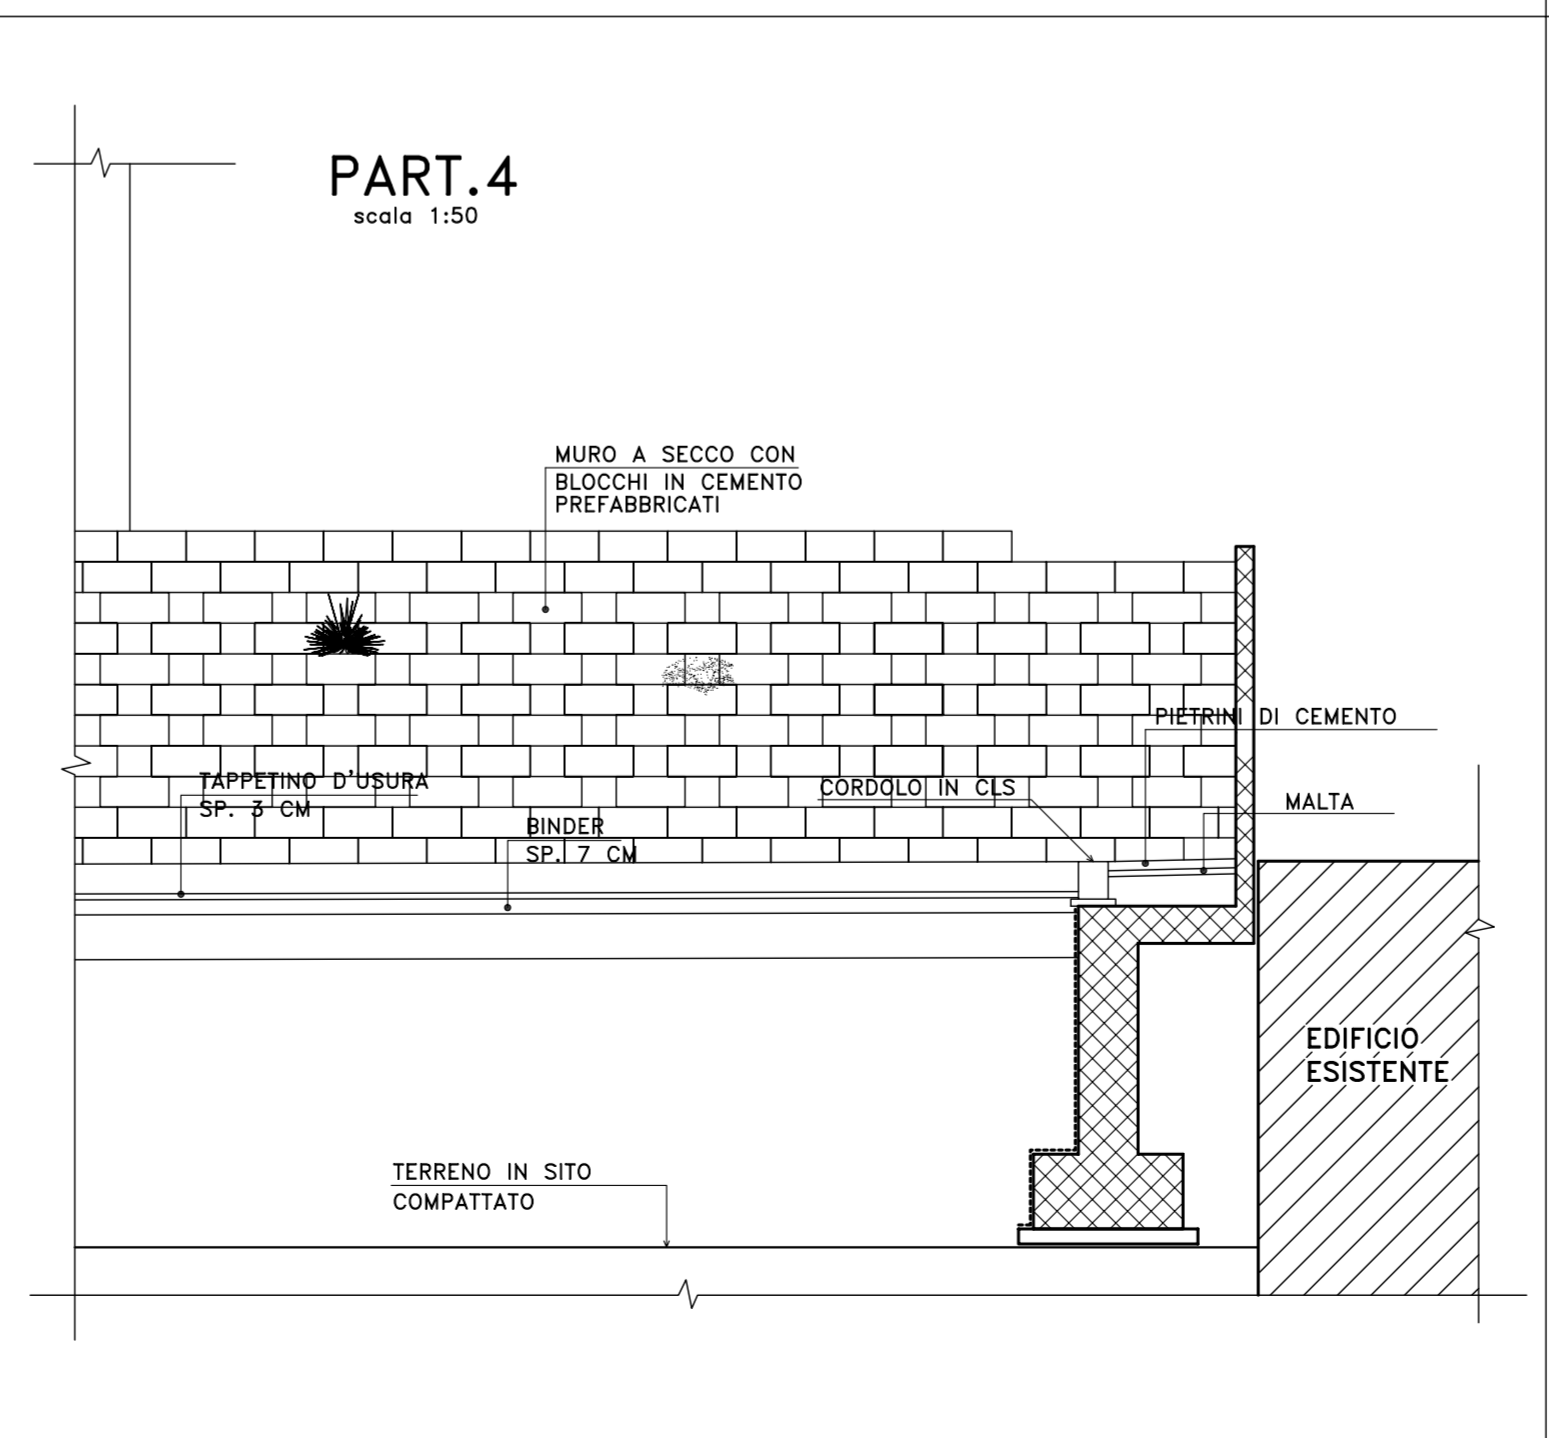 PART.4
scala 1:50
MURO A SECCO CON
BLOCCHI IN CEMENTO
PREFABBRICATI
PIETRINI DI CEMENTO
TAPPETINO D'USURA
SP. 3 CM
CORDOLO IN CLS
MALTA
BINDER
SP. 7 CM
EDIFICIO
ESISTENTE
TERRENO IN SITO
COMPATTATO